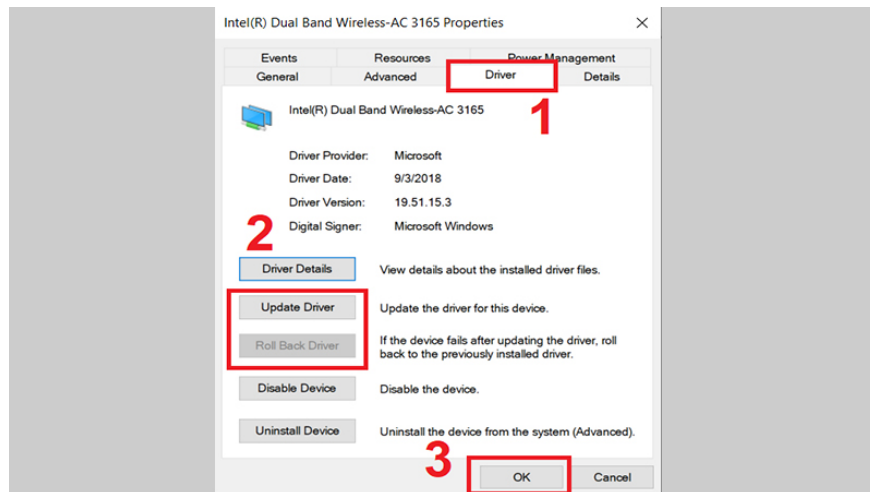 Intel(R) Dual Band Wireless-AC 3165 Properties
Events Resources Power Management
General Advanced Driver Details
1
Intel(R) Dual Band Wireless-AC 3165
Driver Provider: Microsoft
Driver Date: 9/3/2018
Driver Version: 19.51.15.3
Digital Signer: Microsoft Windows
2
Driver Details View details about the installed driver files.
Update Driver Update the driver for this device.
Roll Back Driver If the device fails after updating the driver, roll
back to the previously installed driver.
Disable Device Disable the device.
Uninstall Device Uninstall the device from the system (Advanced).
3
OK Cancel